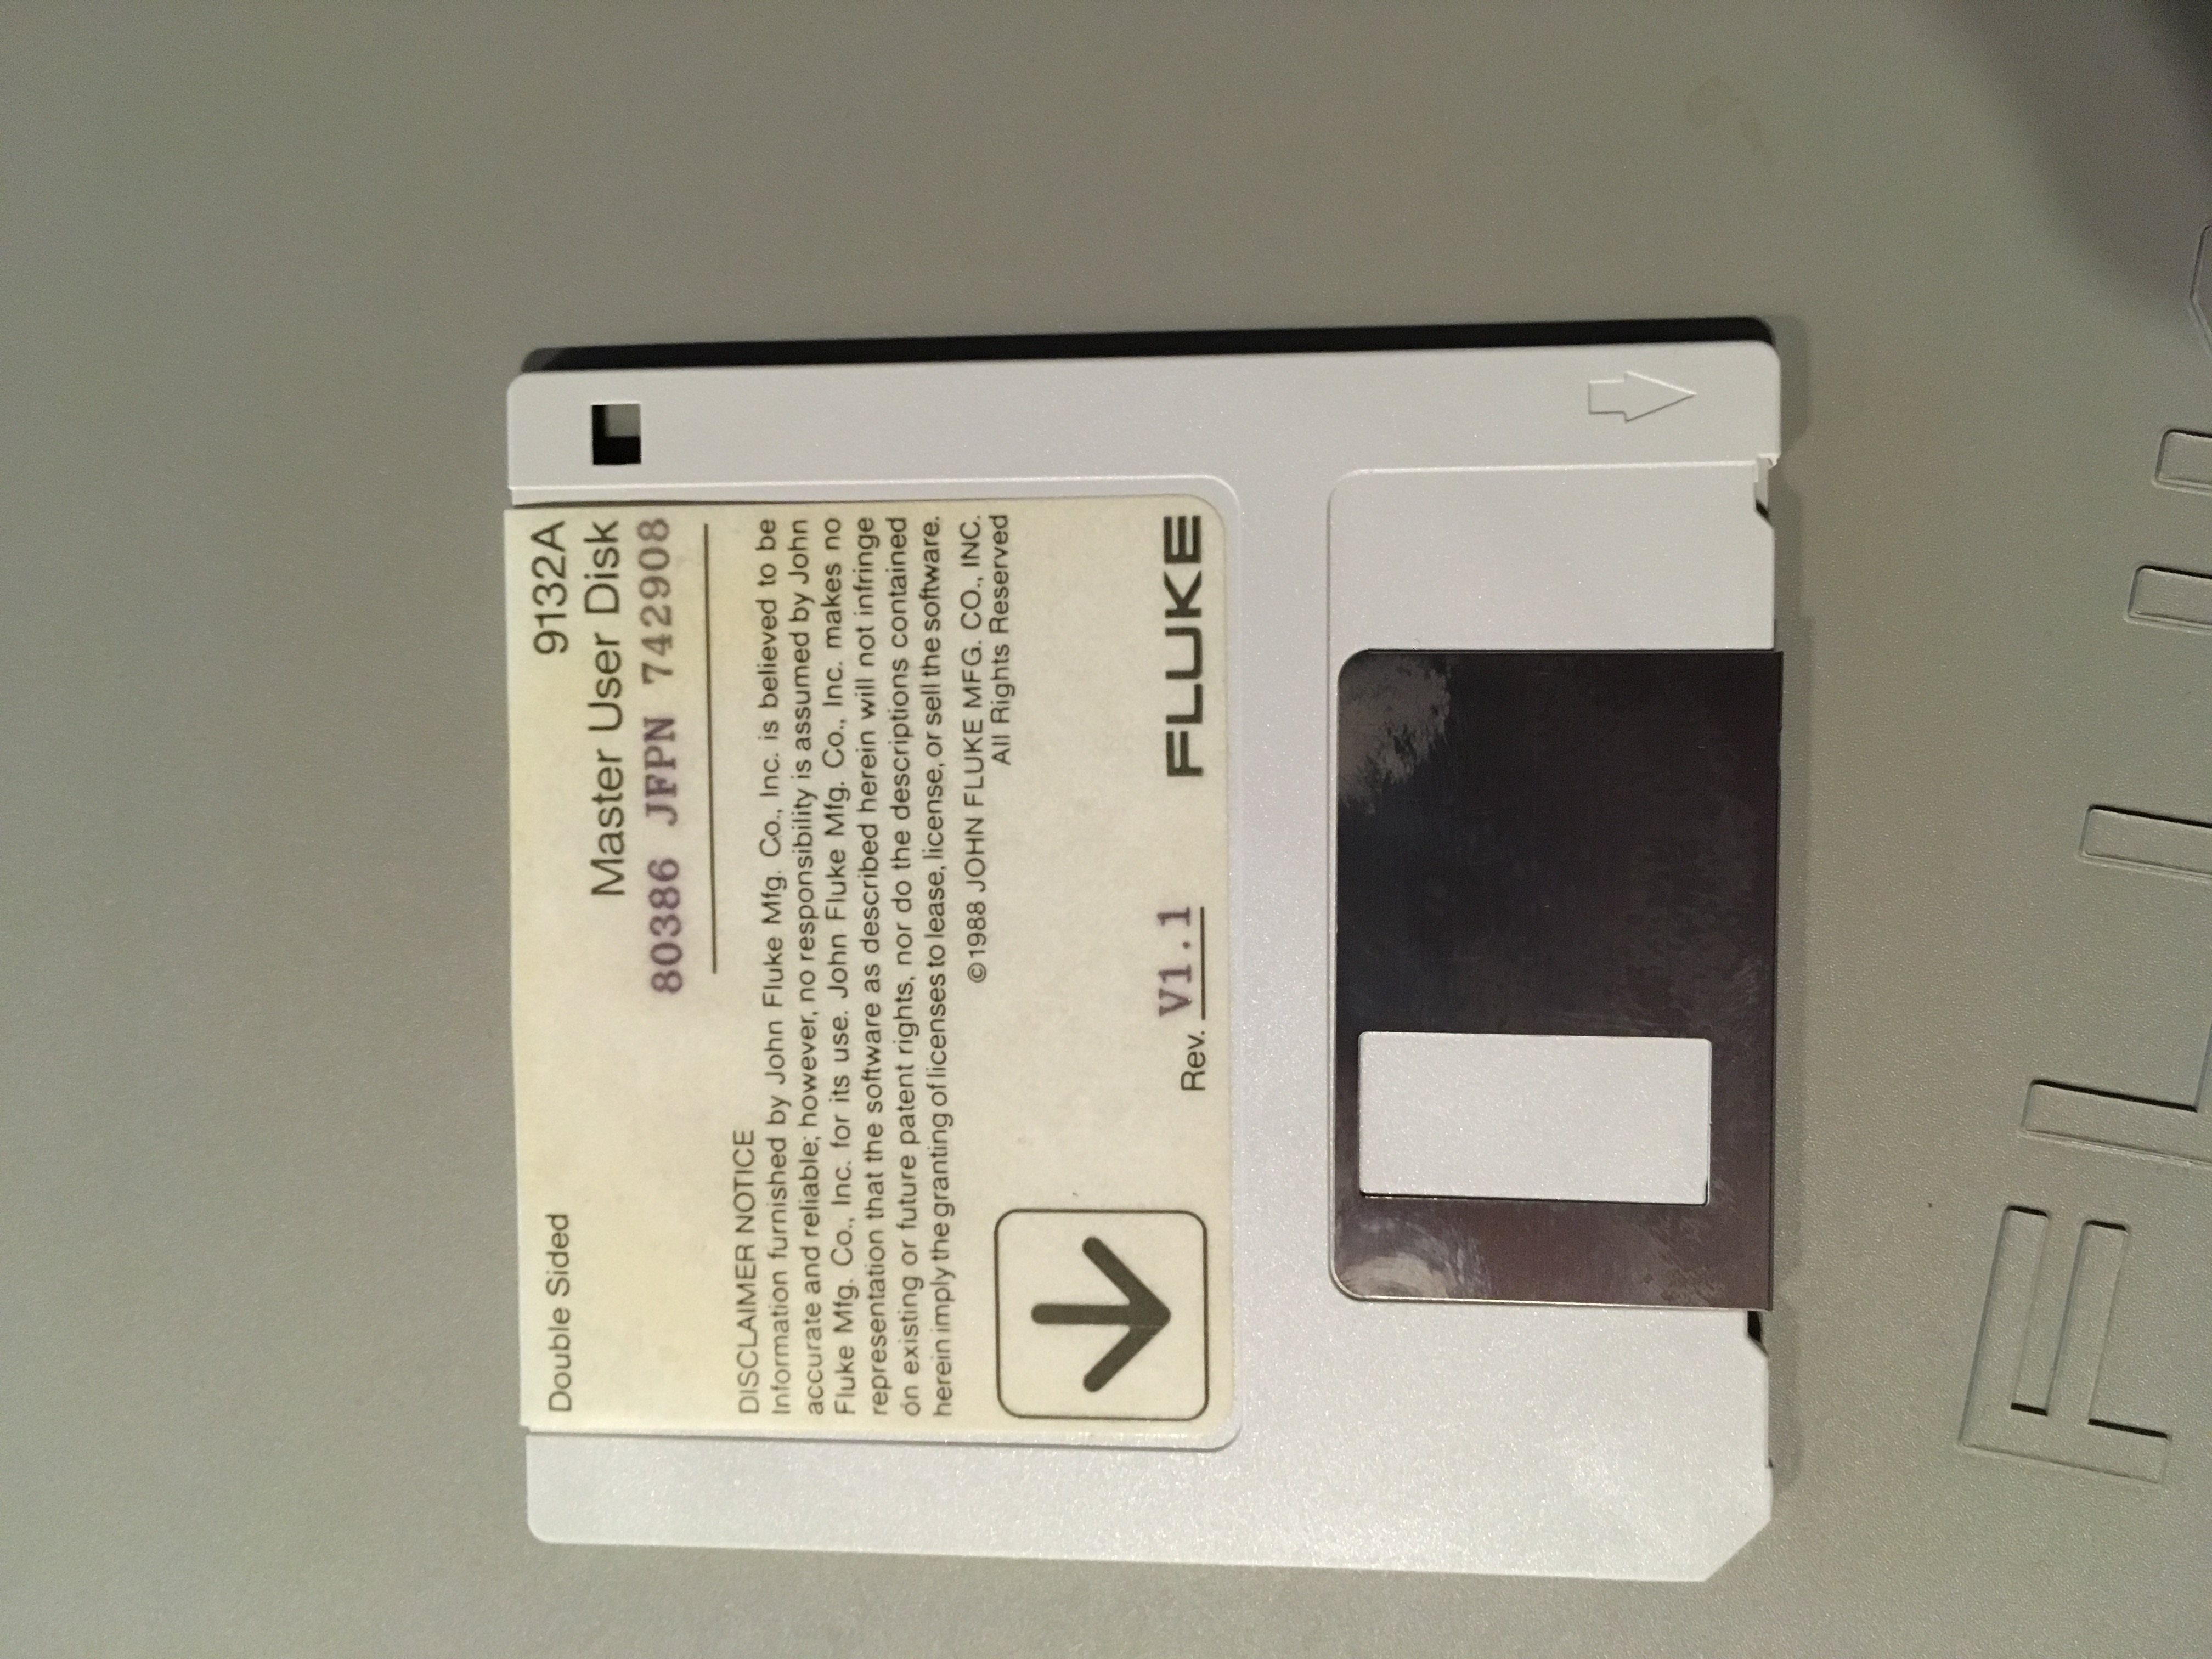 Double Sided
9132A
Master User Disk
80386 JFPN 742908
DISCLAIMER NOTICE
Information furnished by John Fluke Mfg. Co., Inc. is believed to be
accurate and reliable; however, no responsibility is assumed by John
Fluke Mfg. Co., Inc. for its use. John Fluke Mfg. Co., Inc. makes no
representation that the software as described herein will not infringe
on existing or future patent rights, nor do the descriptions contained
herein imply the granting of licenses to lease, license, or sell the software.
©1988 JOHN FLUKE MFG. CO., INC.
All Rights Reserved
Rev. V1.1
FLUKE
FLUKE